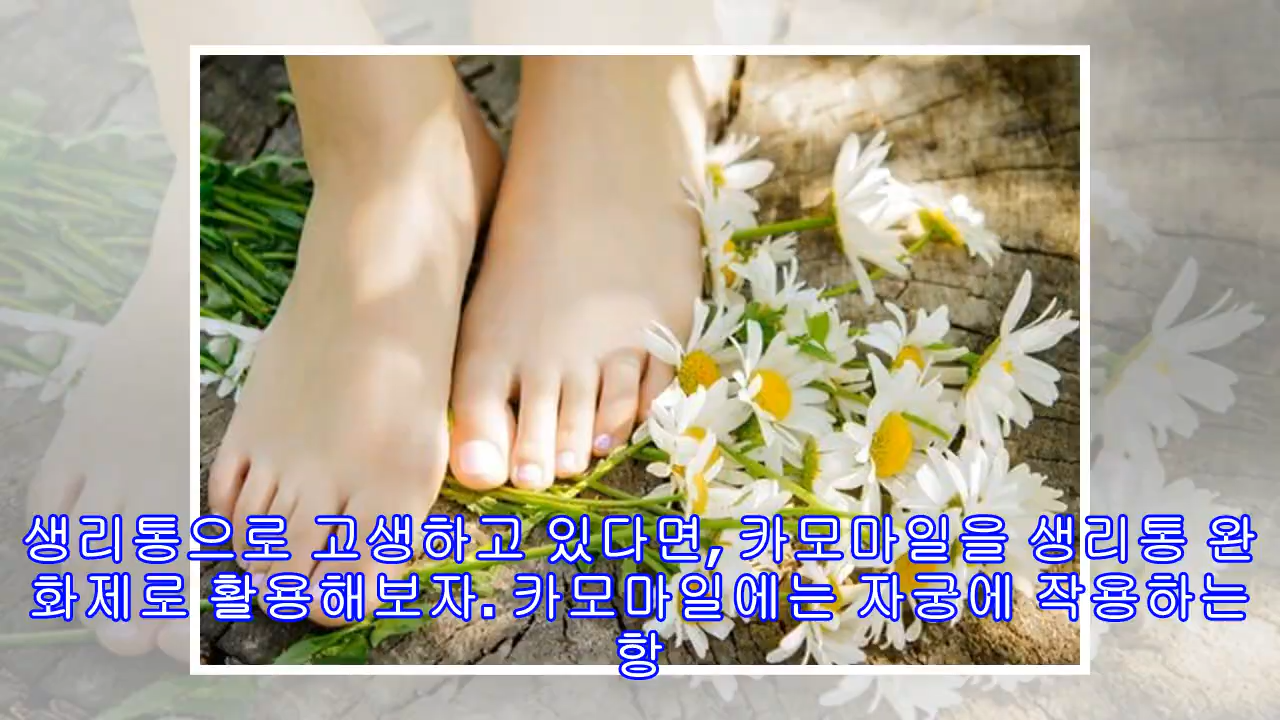 생리통으로 고생하고 있다면, 카모마일을 생리통 완
화제로 활용해보자. 카모마일에는 자궁에 작용하는
항